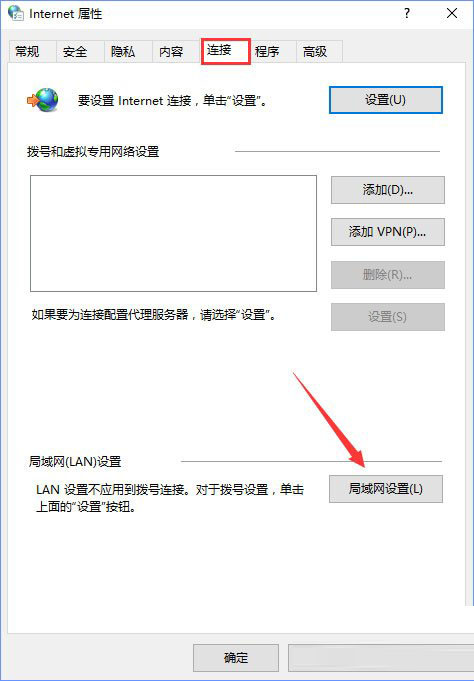 Internet 属性
?
常规 安全 隐私 内容 连接 程序 高级
要设置 Internet 连接，单击“设置”。
设置(U)
拨号和虚拟专用网络设置
添加(D)...
添加 VPN(P)...
删除(R)...
如果要为连接配置代理服务器，请选择“设置”。
设置(S)
局域网(LAN)设置
LAN 设置不应用到拨号连接。对于拨号设置，单击
上面的“设置”按钮。
局域网设置(L)
确定